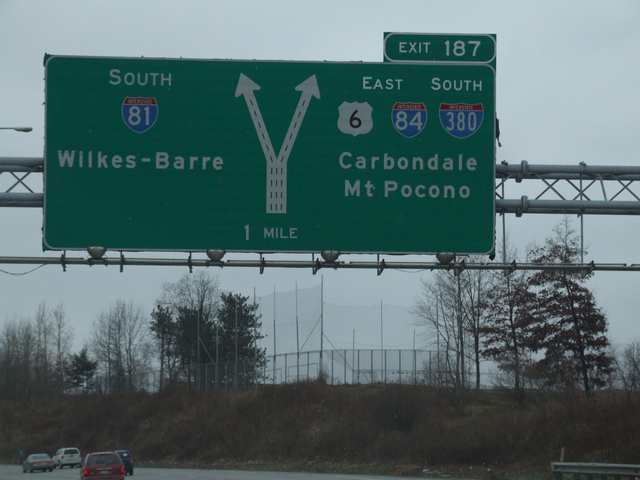 EXIT 187
SOUTH
EAST SOUTH
INTERSTATE 81
6
INTERSTATE 84
INTERSTATE 380
Wilkes-Barre
Carbondale
Mt Pocono
1 MILE